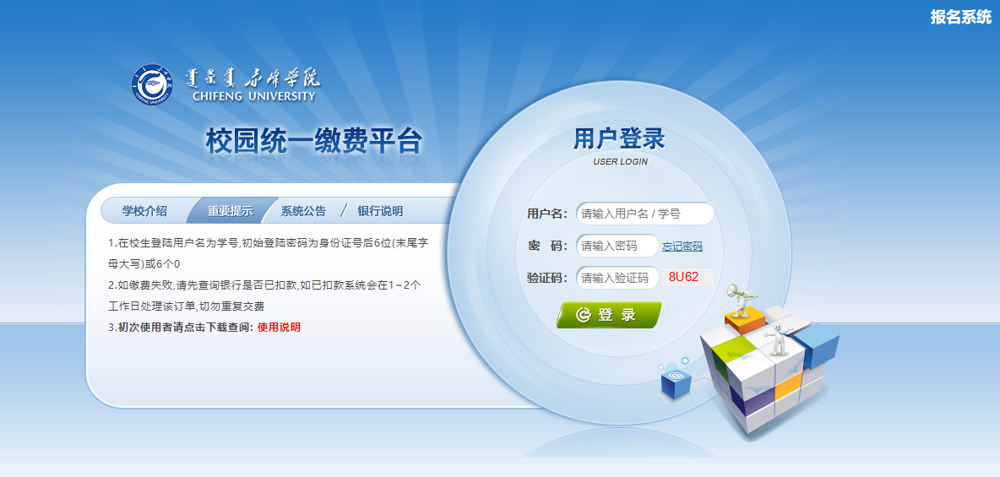 报名系统
赤峰学院
CHIFENG UNIVERSITY
校园统一缴费平台
学校介绍
重要提示
系统公告
银行说明
1.在校生登陆用户名为学号,初始登陆密码为身份证号后6位(末尾字
母大写)或6个0
2.如缴费失败,请先查询银行是否已扣款,如已扣款系统会在1~2个
工作日处理该订单,切勿重复交费
3.初次使用者请点击下载查阅: 使用说明
用户登录
USER LOGIN
用户名: 请输入用户名 / 学号
密 码: 请输入密码 忘记密码
验证码: 请输入验证码 8U62
登 录